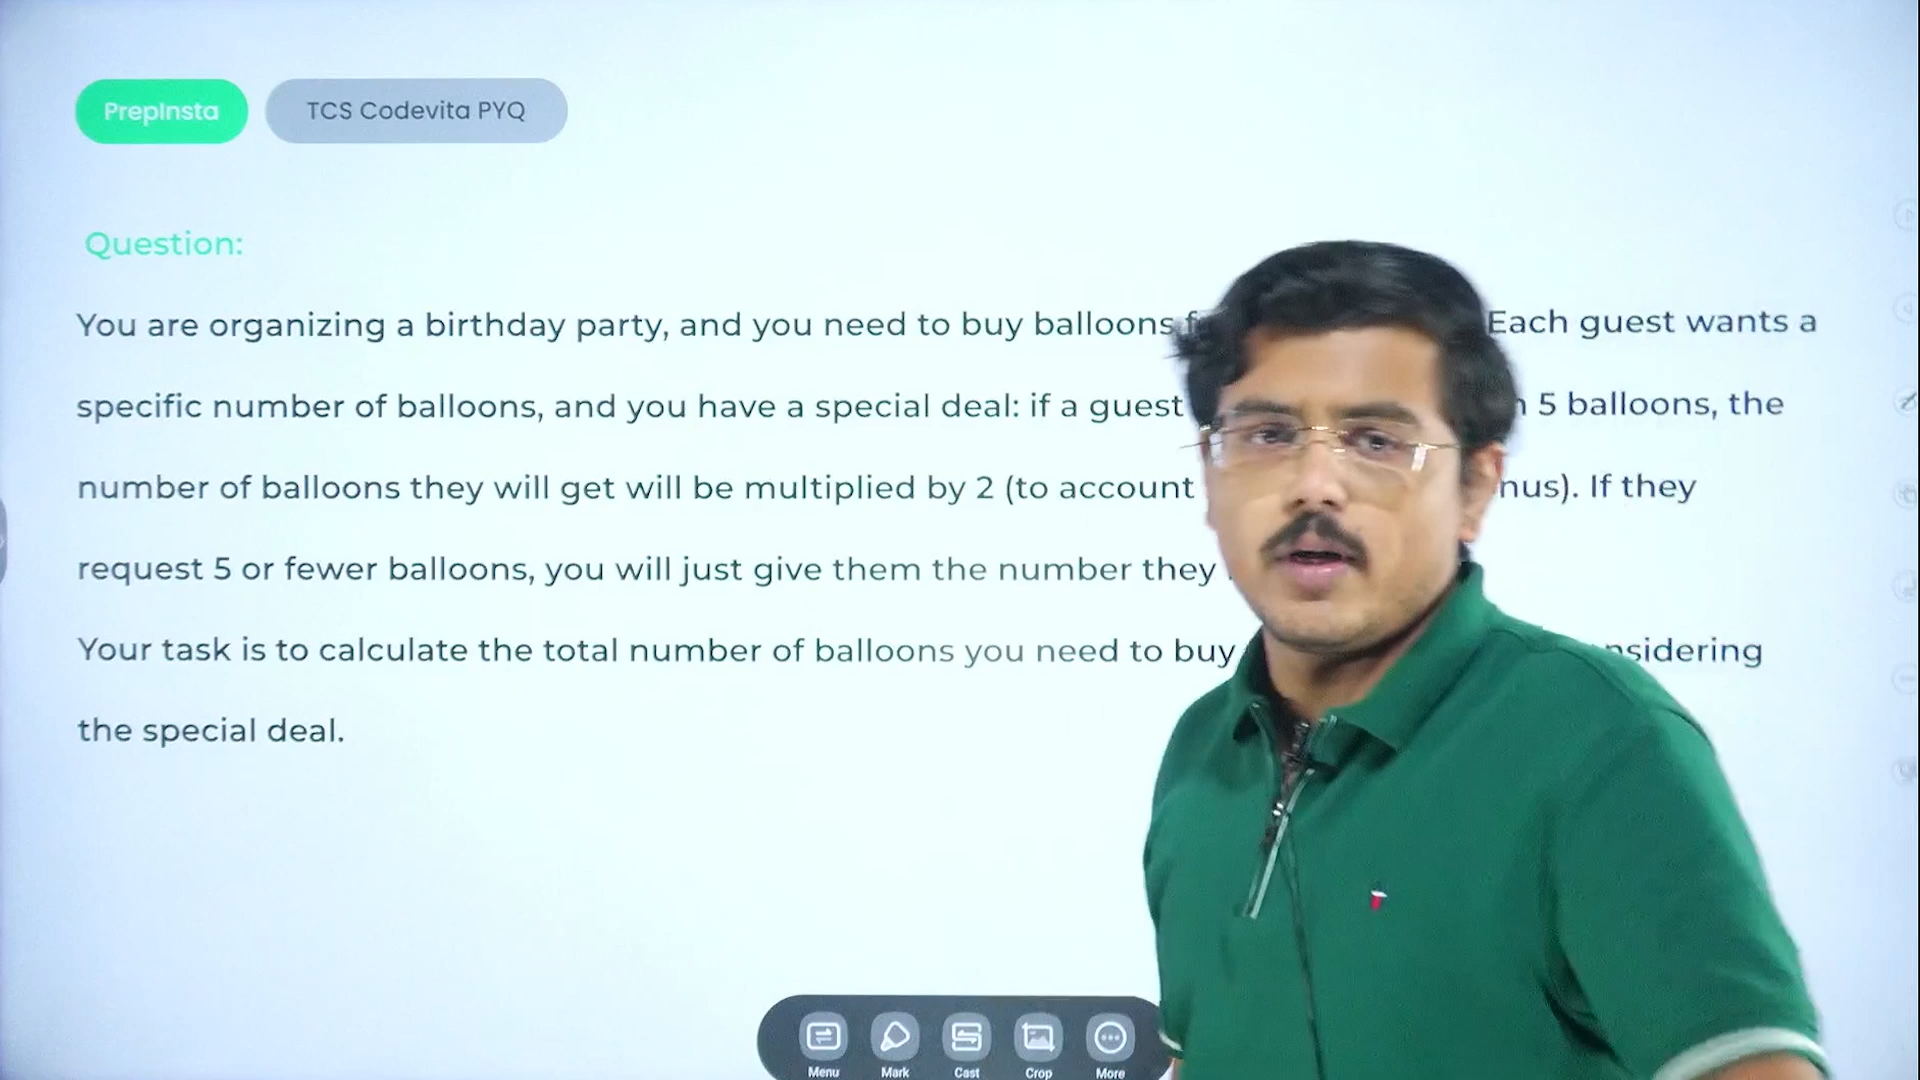 PrepInsta
TCS Codevita PYQ
Question:
You are organizing a birthday party, and you need to buy balloons Each guest wants a
specific number of balloons, and you have a special deal: if a guest 5 balloons, the
number of balloons they will get will be multiplied by 2 (to account nus). If they
request 5 or fewer balloons, you will just give them the number they
Your task is to calculate the total number of balloons you need to buy nsidering
the special deal.
Menu Mark Cast Crop More